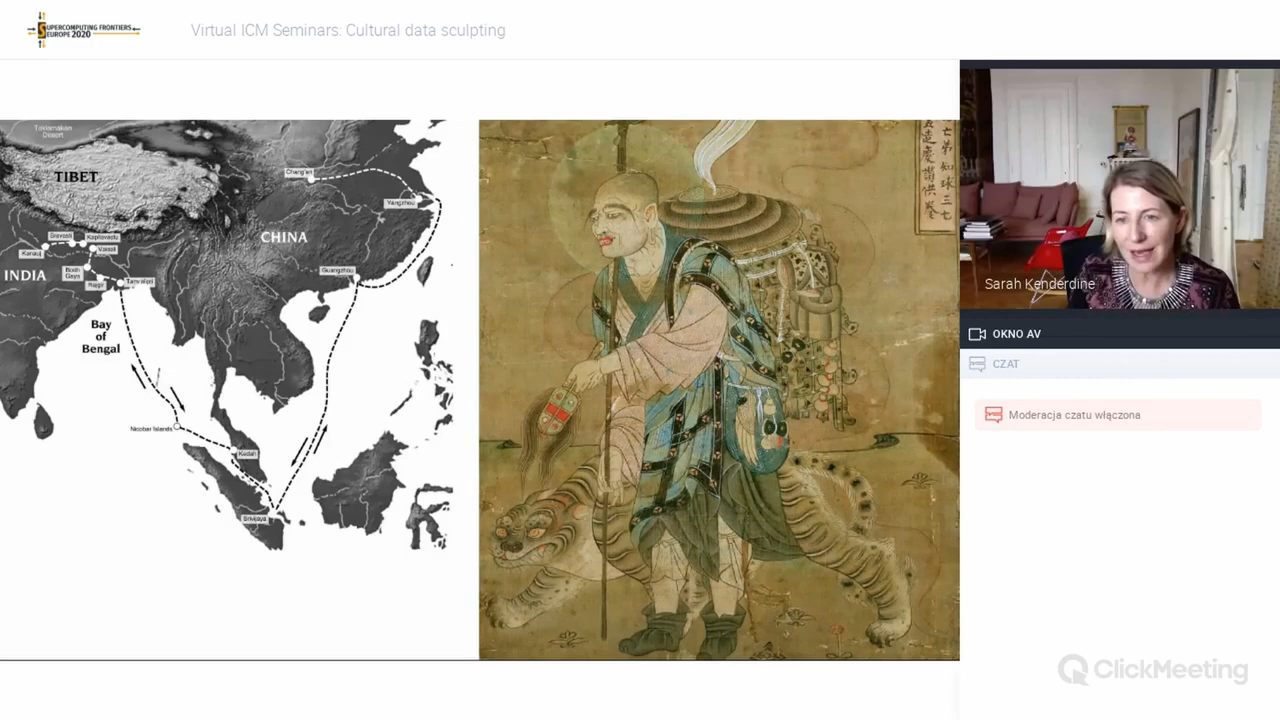 SUPERCOMPUTING FRONTIERS
EUROPE 2020
Virtual ICM Seminars: Cultural data sculpting
Taklamakan
Desert
TIBET
Chang'an
Yangzhou
CHINA
Sravasti
Kapilavastu
Kanauj
Vaisali
INDIA
Bodh
Gaya
Rajgir
Tamralipti
Guangzhou
Bay
of
Bengal
Nicobar Islands
Kedah
Srivijaya
Sarah Kenderdine
OKNO AV
CZAT
Moderacja czatu włączona
ClickMeeting